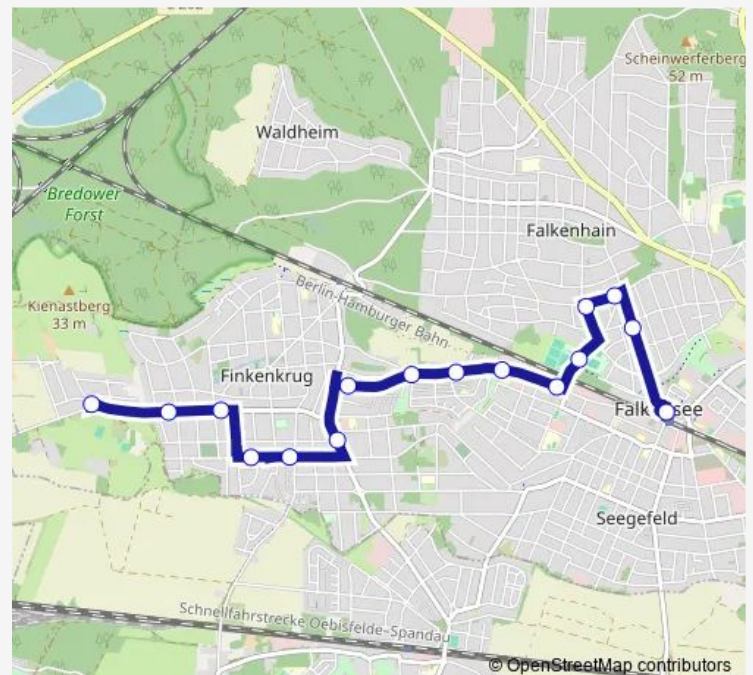 Scheinwerferberg
52 m
Waldheim
Bredower
Forst
Falkenhain
Berlin-Hamburger Bahn
Kienastberg
33 m
Finkenkrug
Seegefeld
Schnellfahrstrecke Oebisfelde-Spandau
© OpenStreetMap contributors